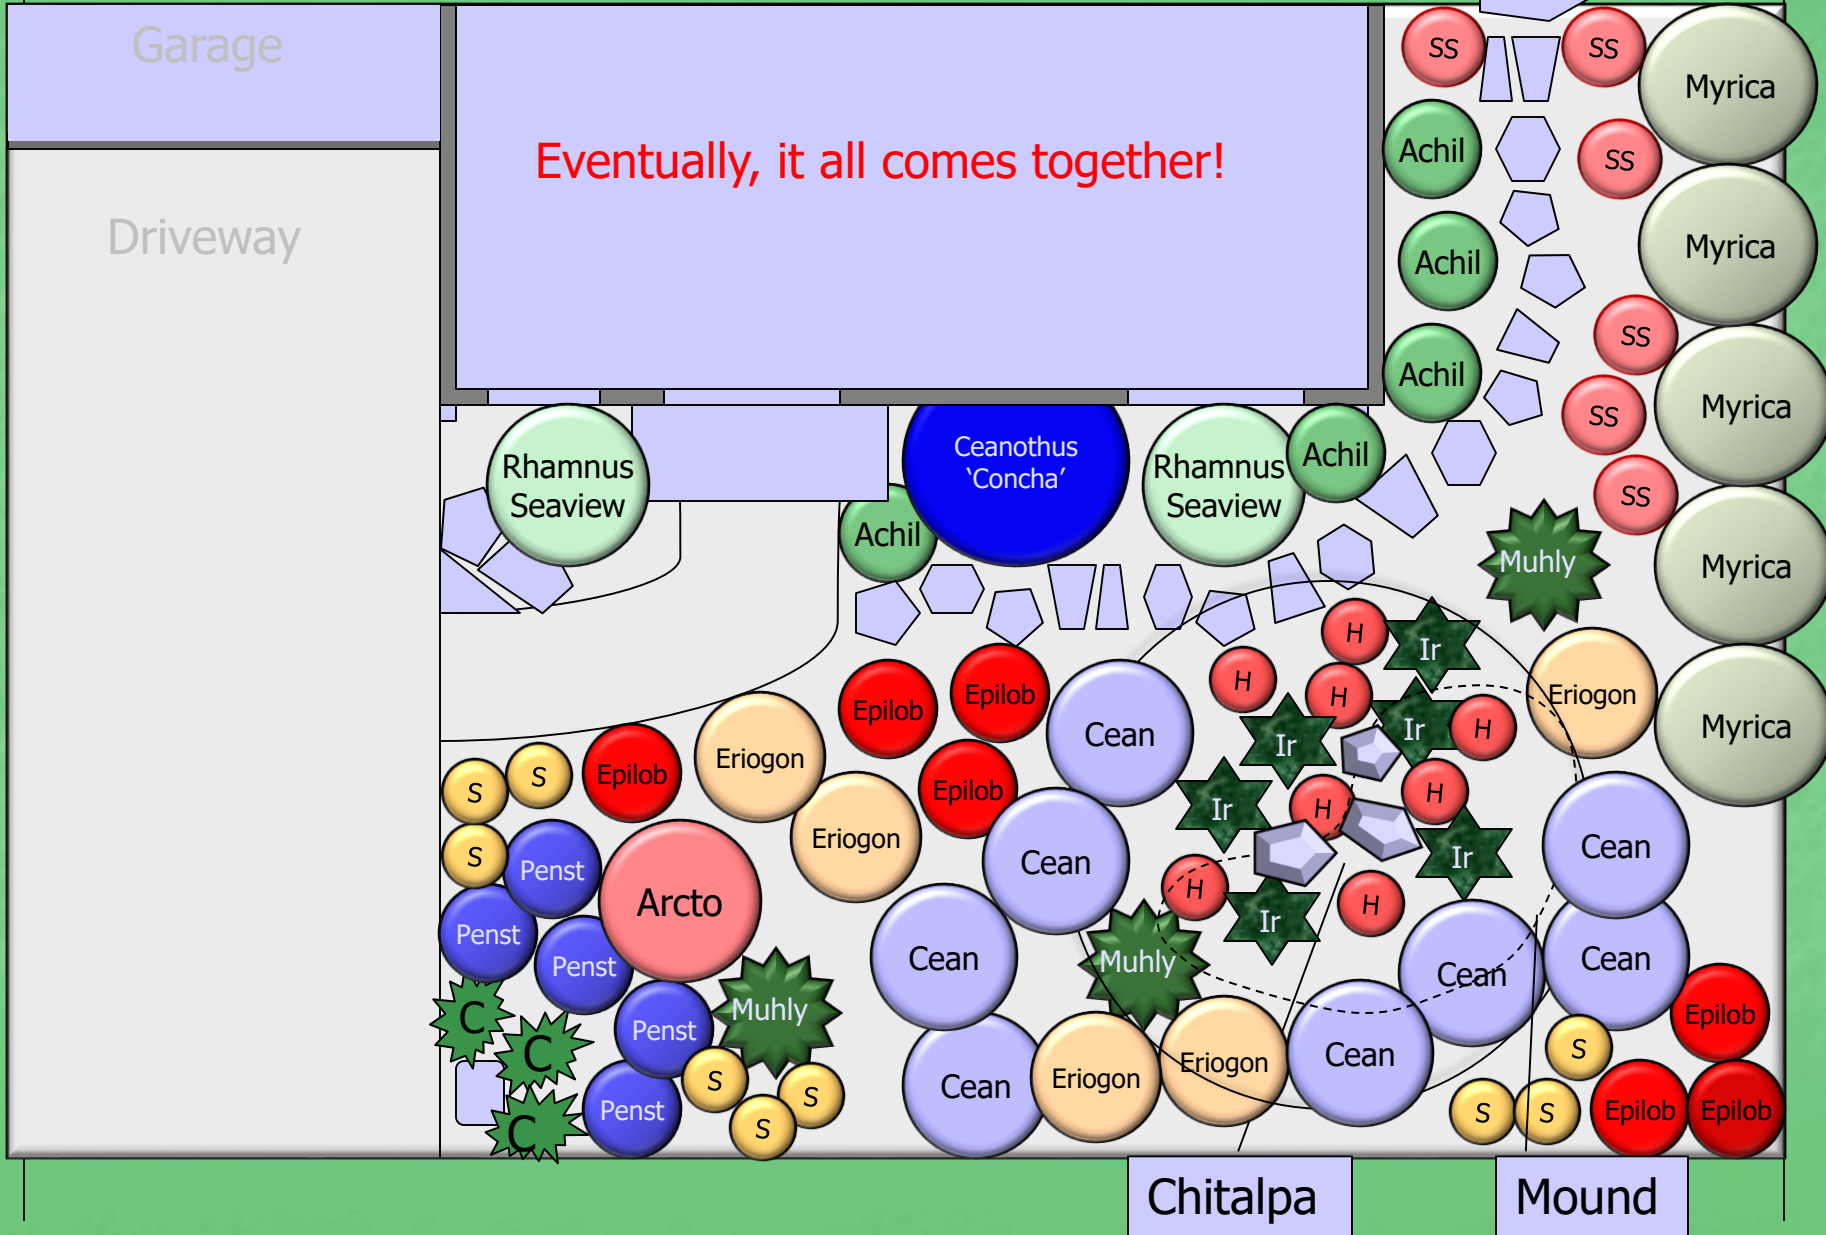 Garage
Eventually, it all comes together!
Driveway
SS
SS
Myrica
Achil
SS
Myrica
Achil
SS
Achil
Myrica
SS
Rhamnus
Seaview
Ceanothus
‘Concha’
Rhamnus
Seaview
Achil
SS
Achil
Muhly
Myrica
H
Ir
Epilob
Epilob
Cean
H
H
Ir
H
Eriogon
Myrica
S
S
Epilob
Eriogon
Epilob
Ir
Ir
H
H
S
Penst
Eriogon
Cean
Ir
Cean
Penst
Arcto
H
Ir
H
Penst
Cean
Muhly
Cean
Cean
C
Penst
Muhly
Epilob
C
S
S
Cean
Eriogon
Eriogon
Cean
S
C
Penst
S
S
S
Epilob
Epilob
Chitalpa
Mound